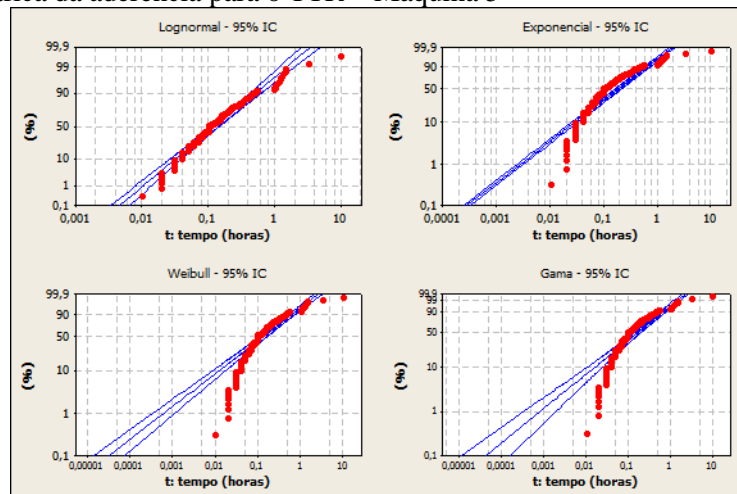 Lognormal - 95% IC
99,9
99
90
50
10
1
0,1
0,001 0,01 0,1 1 10
t: tempo (horas)
(%)
Exponencial - 95% IC
99,9
90
50
10
1
0,1
0,0001 0,001 0,01 0,1 1 10
t: tempo (horas)
(%)
Weibull - 95% IC
99,9
90
50
10
1
0,1
0,00001 0,0001 0,001 0,01 0,1 1 10
t: tempo (horas)
(%)
Gama - 95% IC
99,9
99
90
50
10
1
0,1
0,00001 0,0001 0,001 0,01 0,1 1 10
t: tempo (horas)
(%)